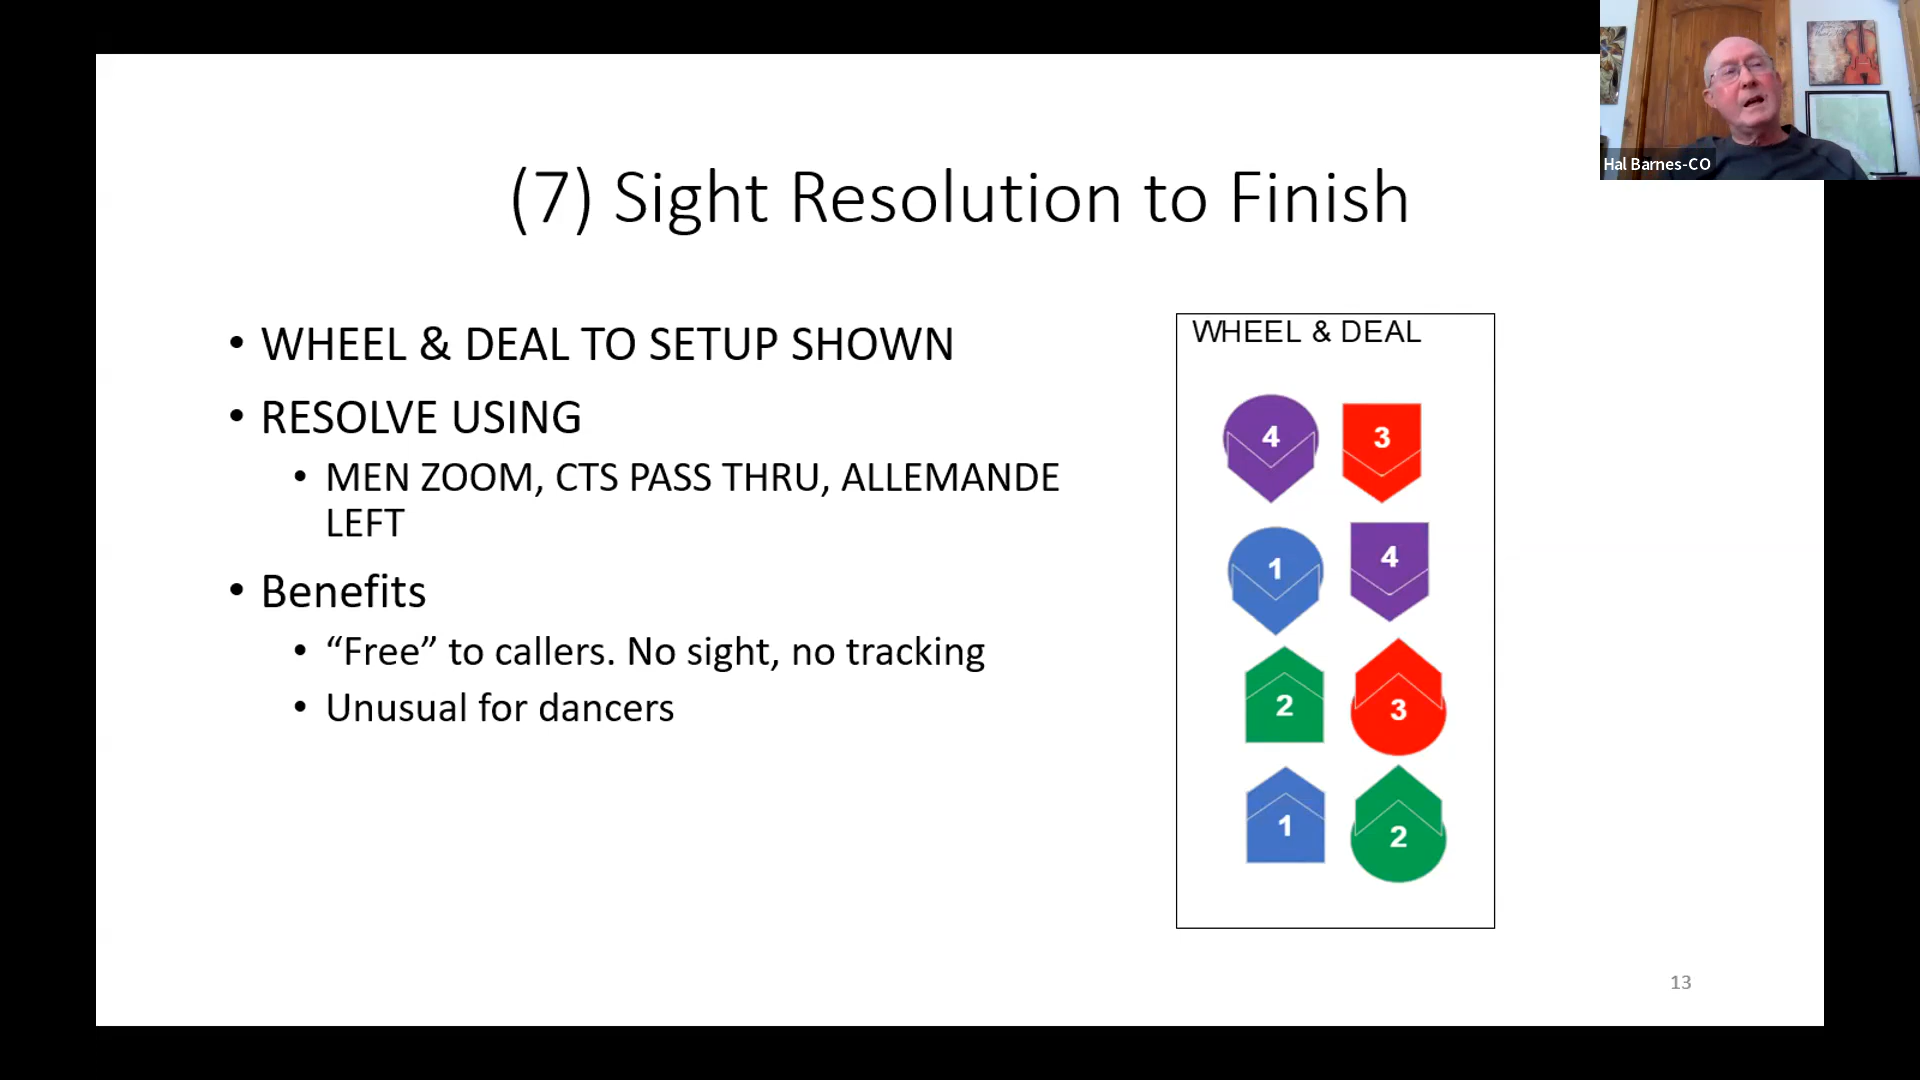 Hal Barnes-CO
(7) Sight Resolution to Finish
• WHEEL & DEAL TO SETUP SHOWN
• RESOLVE USING
• MEN ZOOM, CTS PASS THRU, ALLEMANDE
LEFT
• Benefits
• “Free” to callers. No sight, no tracking
• Unusual for dancers
WHEEL & DEAL
4 3
1 4
2 3
1 2
13